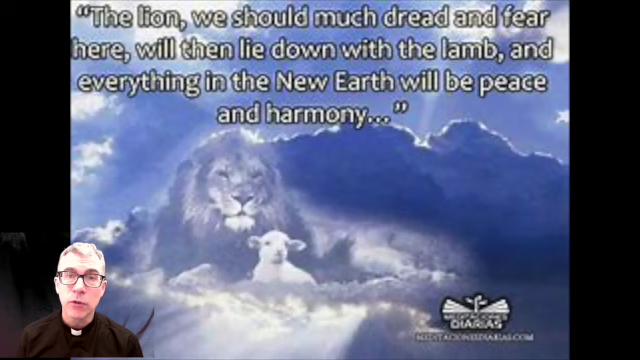 “The lion, we should much dread and fear
here, will then lie down with the lamb, and
everything in the New Earth will be peace
and harmony...”
MEDITACIONES
DIARIAS
MEDITACIONESDIARIAS.COM